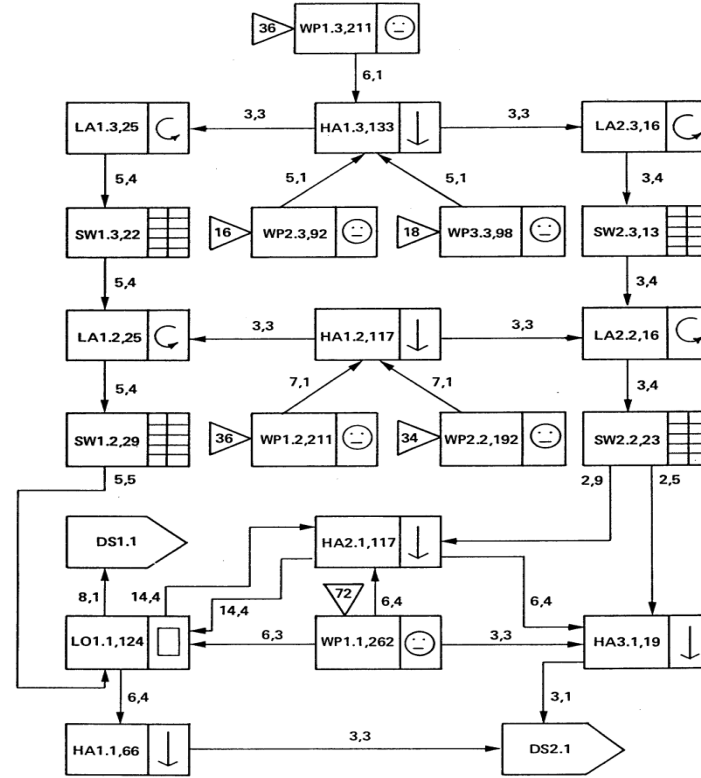 36 WP1.3,211
6,1
LA1.3,25 3,3 HA1.3,133 3,3 LA2.3,16
5,4 5,1 5,1 3,4
SW1.3,22 16 WP2.3,92 18 WP3.3,98 SW2.3,13
5,4 3,4
LA1.2,25 3,3 HA1.2,117 3,3 LA2.2,16
5,4 7,1 7,1 3,4
SW1.2,29 36 WP1.2,211 34 WP2.2,192 SW2.2,23
5,5 2,9 2,5
DS1.1 HA2.1,117
8,1 14,4 14,4 72 6,4 6,4
LO1.1,124 6,3 WP1.1,262 3,3 HA3.1,19
6,4 3,1
HA1.1,66 3,3 DS2.1